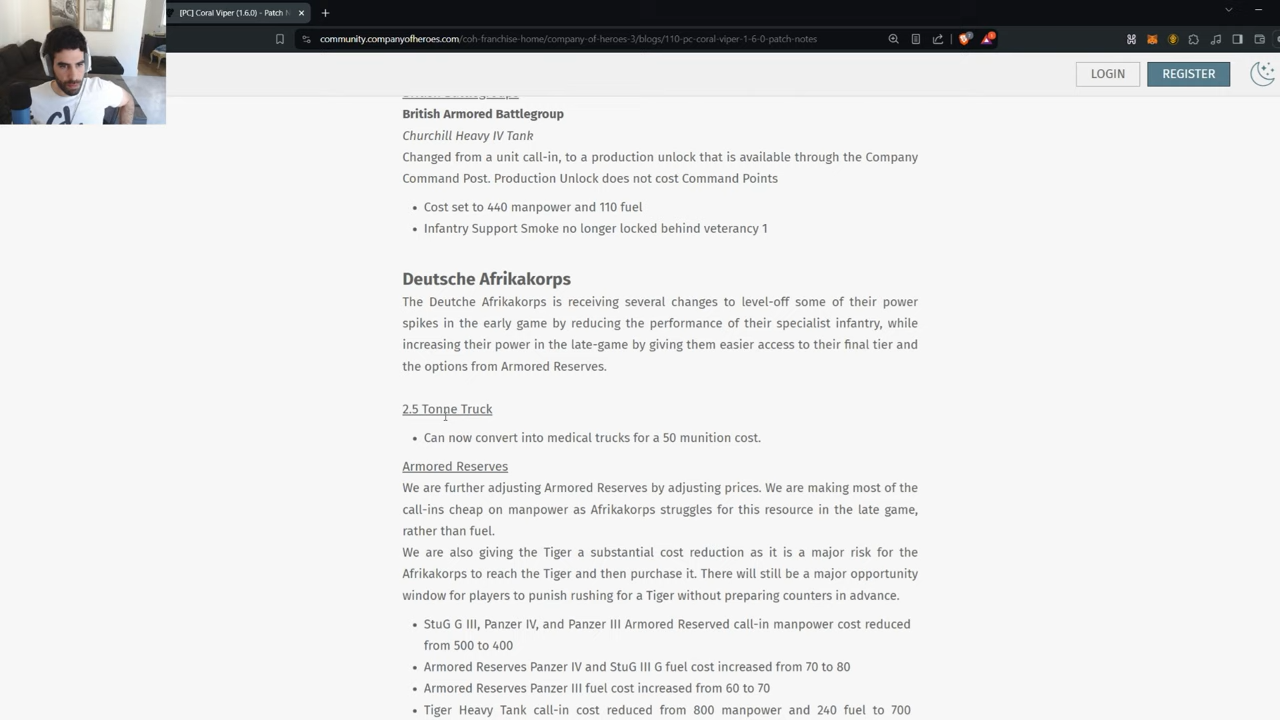 [PC] Coral Viper (1.6.0) - Patch N
community.companyofheroes.com/coh-franchise-home/company-of-heroes-3/blogs/110-pc-coral-viper-1-6-0-patch-notes
LOGIN
REGISTER
British Armored Battlegroup
Churchill Heavy IV Tank
Changed from a unit call-in, to a production unlock that is available through the Company
Command Post. Production Unlock does not cost Command Points
• Cost set to 440 manpower and 110 fuel
• Infantry Support Smoke no longer locked behind veterancy 1
Deutsche Afrikakorps
The Deutche Afrikakorps is receiving several changes to level-off some of their power
spikes in the early game by reducing the performance of their specialist infantry, while
increasing their power in the late-game by giving them easier access to their final tier and
the options from Armored Reserves.
2.5 Tonne Truck
• Can now convert into medical trucks for a 50 munition cost.
Armored Reserves
We are further adjusting Armored Reserves by adjusting prices. We are making most of the
call-ins cheap on manpower as Afrikakorps struggles for this resource in the late game,
rather than fuel.
We are also giving the Tiger a substantial cost reduction as it is a major risk for the
Afrikakorps to reach the Tiger and then purchase it. There will still be a major opportunity
window for players to punish rushing for a Tiger without preparing counters in advance.
• StuG G III, Panzer IV, and Panzer III Armored Reserved call-in manpower cost reduced
from 500 to 400
• Armored Reserves Panzer IV and StuG III G fuel cost increased from 70 to 80
• Armored Reserves Panzer III fuel cost increased from 60 to 70
• Tiger Heavy Tank call-in cost reduced from 800 manpower and 240 fuel to 700